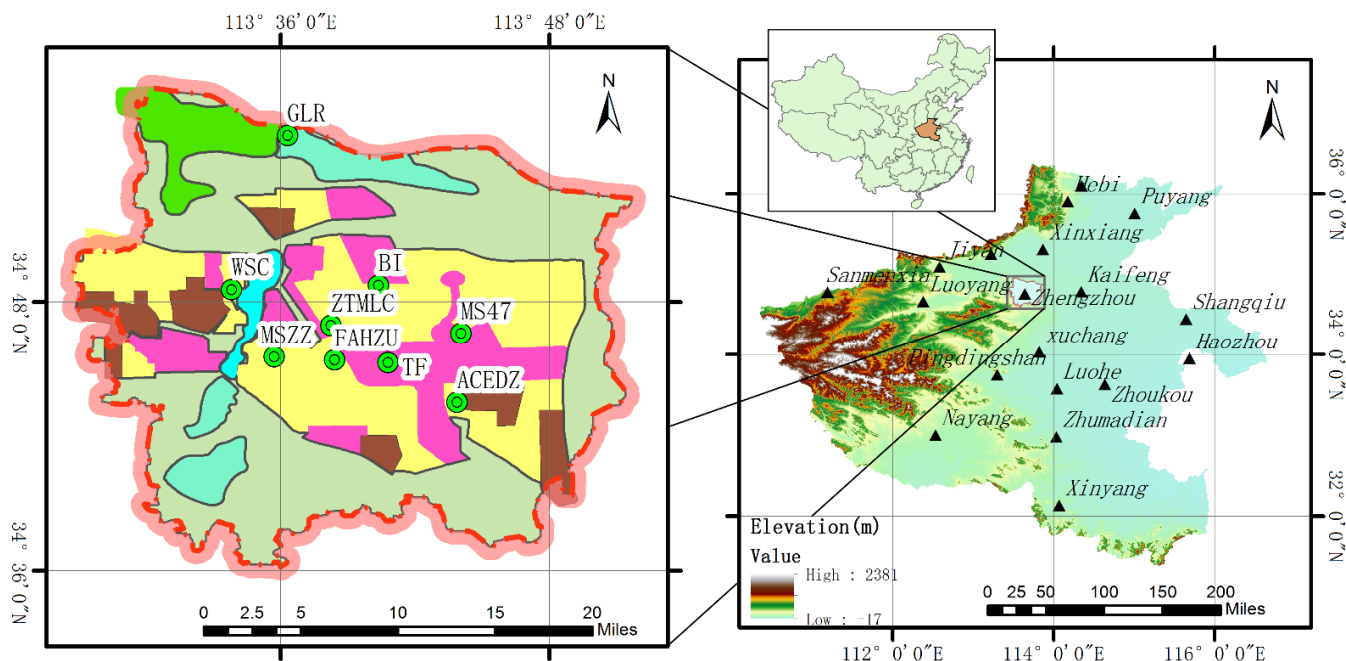 113° 36′0″E
113° 48′0″E
N
GLR
WSC
BI
ZTMLC
MS47
MSZZ
FAHZU
TF
ACEDZ
34°
48′0″N
34°
36′0″N
0 2.5 5 10 15 20
Miles
N
Hebi
Puyang
Xinxiang
Jiyan
Kaifeng
Sanmenxia
Luoyang
Zhengzhou
Shangqiu
xuchang
Haozhou
Pingdingshan
Luohe
Zhoukou
Nayang
Zhumadian
Xinyang
36°
0′0″N
34°
0′0″N
32°
0′0″N
Elevation(m)
Value
High : 2381
Low : -17
0 25 50 100 150 200
Miles
112° 0′0″E
114° 0′0″E
116° 0′0″E